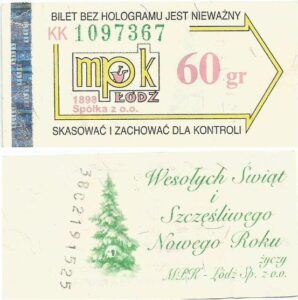 BILET BEZ HOLOGRAMU JEST NIEWAŻNY
KK 1097367
mpk
ŁÓDŹ
60 gr
1898
Spółka z o.o.
SKASOWAĆ I ZACHOWAĆ DLA KONTROLI
Wesołych Świąt
i
Szczęśliwego
Nowego Roku
życzy
MPK - Łódź Sp. z o.o.
3802191525